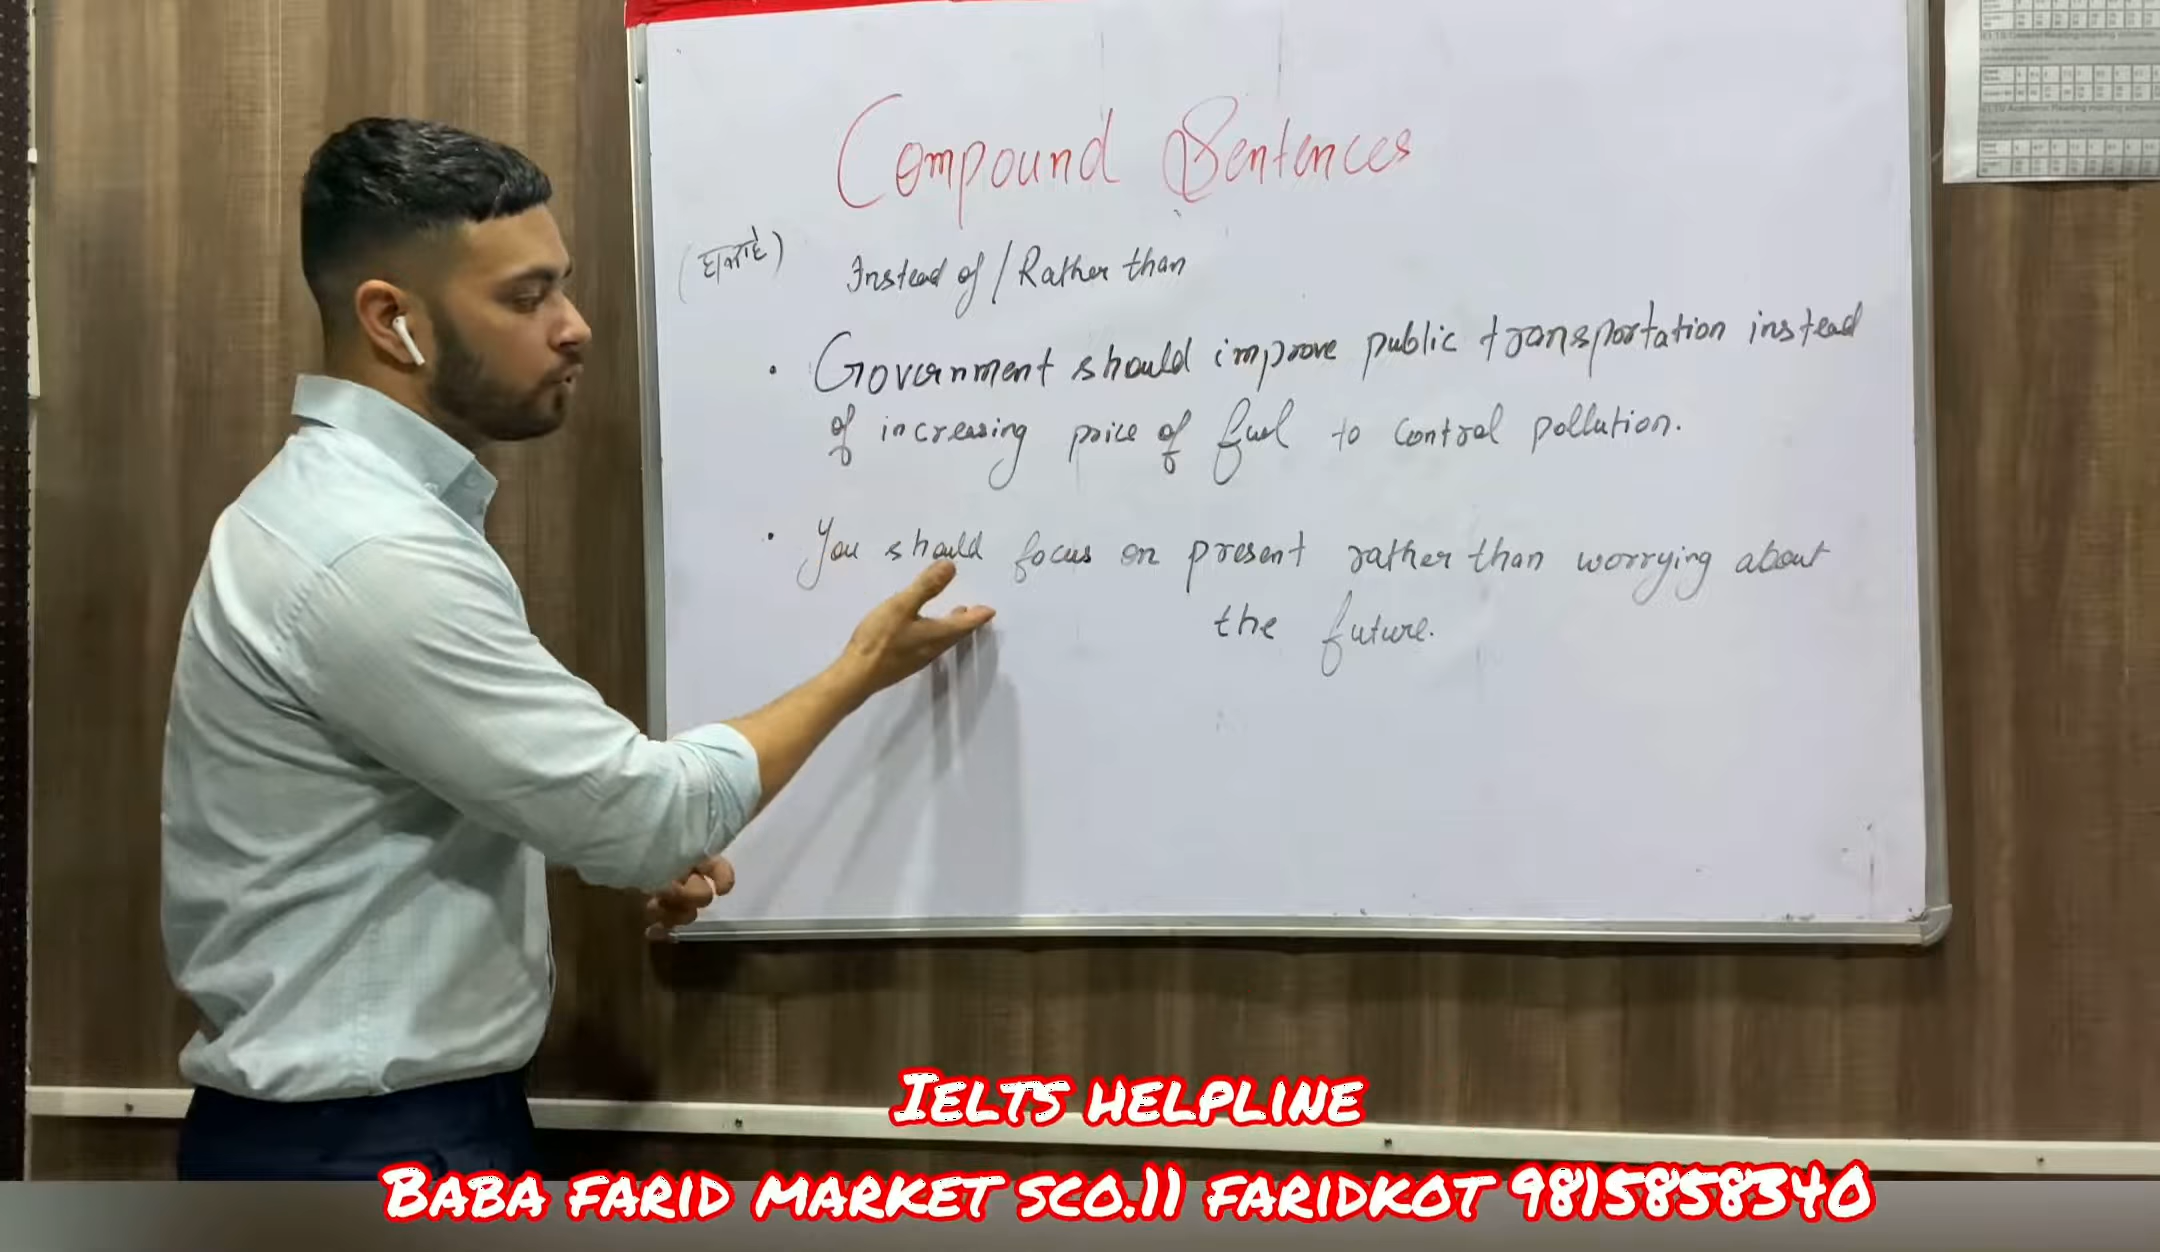 Compound Sentences
Instead of / Rather than
• Government should improve public transportation instead
of increasing price of fuel to control pollution.
• You should focus on present rather than worrying about
the future.
IELTS HELPLINE
BABA FARID MARKET SCO.11 FARIDKOT 9815858340